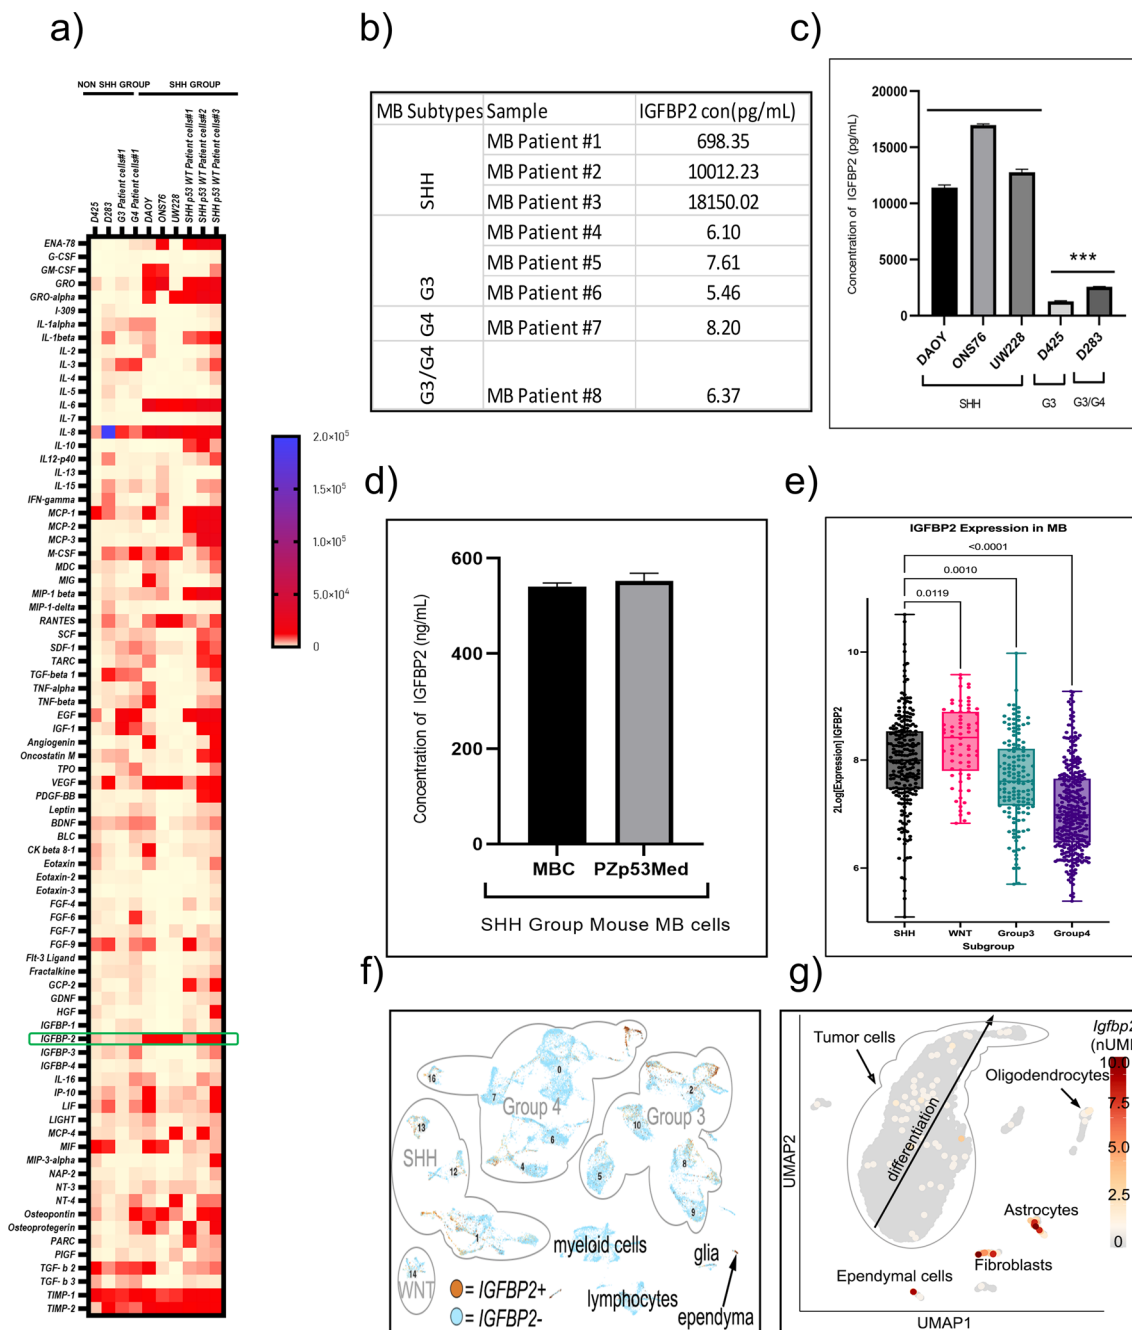 a)
NON SHH GROUP
SHH GROUP
D425
D283
G3 Patient cells#1
G4 Patient cells#1
DAOY
ONS76
UW228
SHH p53 WT Patient cells#1
SHH p53 WT Patient cells#2
SHH p53 WT Patient cells#3
ENA-78
G-CSF
GM-CSF
GRO
GRO-alpha
I-309
IL-1alpha
IL-1beta
IL-2
IL-3
IL-4
IL-5
IL-6
IL-7
IL-8
IL-10
IL12-p40
IL-13
IL-15
IFN-gamma
MCP-1
MCP-2
MCP-3
M-CSF
MDC
MIG
MIP-1 beta
MIP-1-delta
RANTES
SCF
SDF-1
TARC
TGF-beta 1
TNF-alpha
TNF-beta
EGF
IGF-1
Angiogenin
Oncostatin M
TPO
VEGF
PDGF-BB
Leptin
BDNF
BLC
CK beta 8-1
Eotaxin
Eotaxin-2
Eotaxin-3
FGF-4
FGF-6
FGF-7
FGF-9
Flt-3 Ligand
Fractalkine
GCP-2
GDNF
HGF
IGFBP-1
IGFBP-2
IGFBP-3
IGFBP-4
IL-16
IP-10
LIF
LIGHT
MCP-4
MIF
MIP-3-alpha
NAP-2
NT-3
NT-4
Osteopontin
Osteoprotegerin
PARC
PIGF
TGF- b 2
TGF- b 3
TIMP-1
TIMP-2
2.0×10⁵
1.5×10⁵
1.0×10⁵
5.0×10⁴
0
b)
MB Subtypes Sample IGFBP2 con(pg/mL)
SHH
MB Patient #1 698.35
MB Patient #2 10012.23
MB Patient #3 18150.02
G3
MB Patient #4 6.10
MB Patient #5 7.61
MB Patient #6 5.46
G4
MB Patient #7 8.20
G3/G4
MB Patient #8 6.37
c)
Concentration of IGFBP2 (pg/mL)
20000
15000
10000
5000
0
***
DAOY
ONS76
UW228
D425
D283
SHH
G3
G3/G4
d)
Concentration of IGFBP2 (ng/mL)
600
400
200
0
MBC PZp53Med
SHH Group Mouse MB cells
e)
IGFBP2 Expression in MB
<0.0001
0.0010
0.0119
2Log[Expression] IGFBP2
10
8
6
SHH WNT Group3 Group4
Subgroup
f)
0
16
7
Group 4
2
Group 3
13
10
6
SHH
12
4
8
5
9
1
myeloid cells
glia
14
WNT
= IGFBP2+
= IGFBP2-
lymphocytes
ependyma
g)
Igfbp2
(nUMI
10.0
7.5
5.0
2.5
0
Tumor cells
Oligodendrocytes
differentiation
Astrocytes
Fibroblasts
Ependymal cells
UMAP2
UMAP1